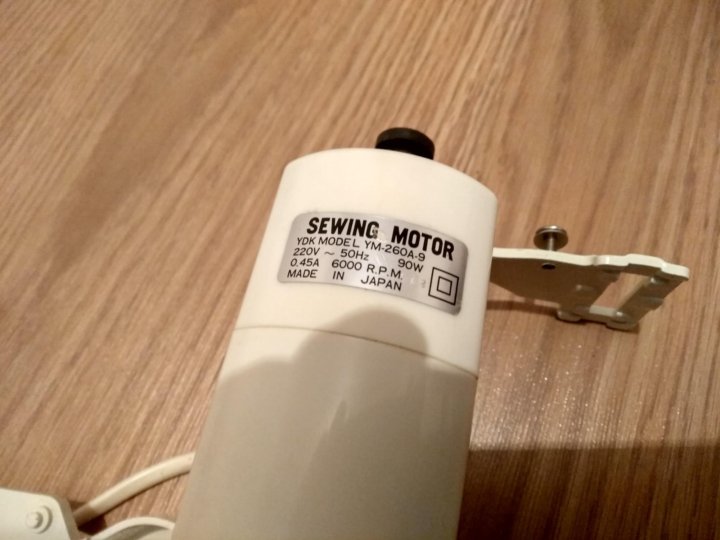 SEWING MOTOR
YDK MODEL YM-260A-9
220V ~ 50Hz 90W
0.45A 6000 R.P.M.
MADE IN JAPAN